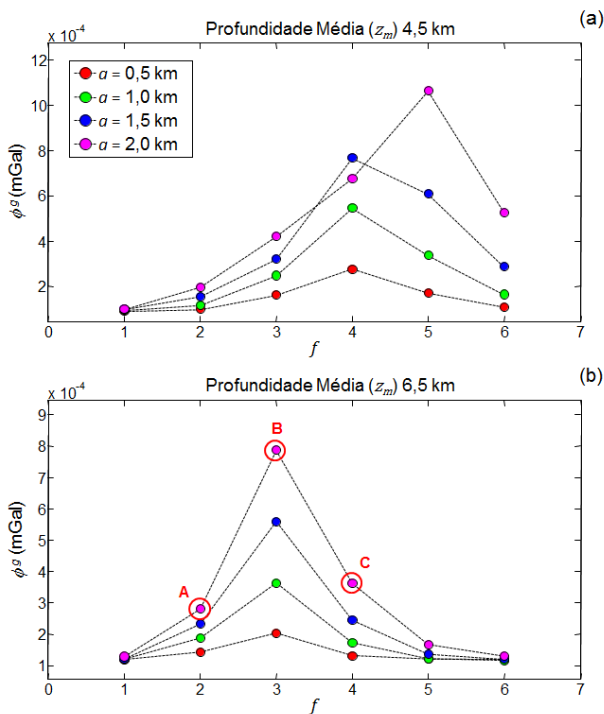 (a)
Profundidade Média (zm) 4,5 km
x 10-4
12
10
8
6
4
2
ϕg (mGal)
a = 0,5 km
a = 1,0 km
a = 1,5 km
a = 2,0 km
0 1 2 3 4 5 6 7
f
(b)
Profundidade Média (zm) 6,5 km
x 10-4
9
8
7
6
5
4
3
2
1
ϕg (mGal)
B
C
A
0 1 2 3 4 5 6 7
f